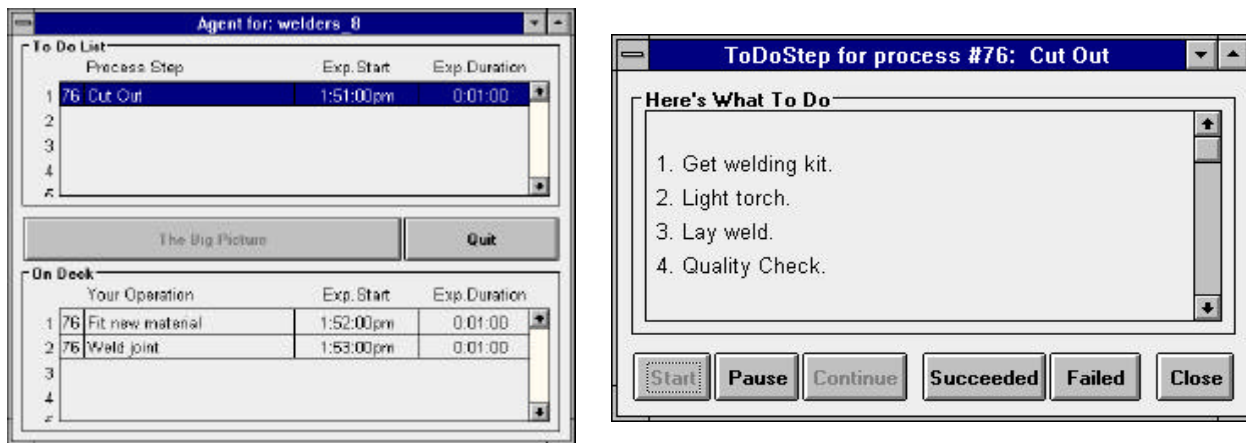 Agent for: welders_8
To Do List
Process Step Exp.Start Exp.Duration
1 76 Cut Out 1:51:00pm 0:01:00
2
3
4
5
The Big Picture Quit
On Deck
Your Operation Exp.Start Exp.Duration
1 76 Fit new material 1:52:00pm 0:01:00
2 76 Weld joint 1:53:00pm 0:01:00
3
4
5
ToDoStep for process #76: Cut Out
Here's What To Do
1. Get welding kit.
2. Light torch.
3. Lay weld.
4. Quality Check.
Start Pause Continue Succeeded Failed Close